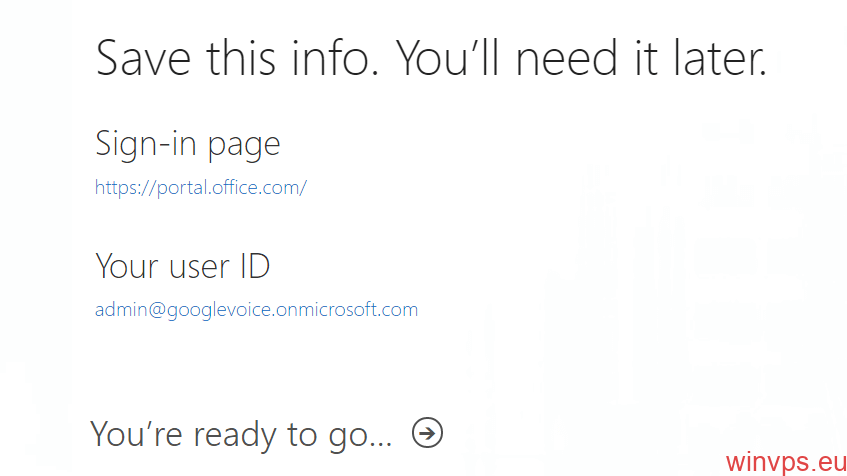 Save this info. You’ll need it later.
Sign-in page
https://portal.office.com/
Your user ID
admin@googlevoice.onmicrosoft.com
You’re ready to go...
winvps.eu